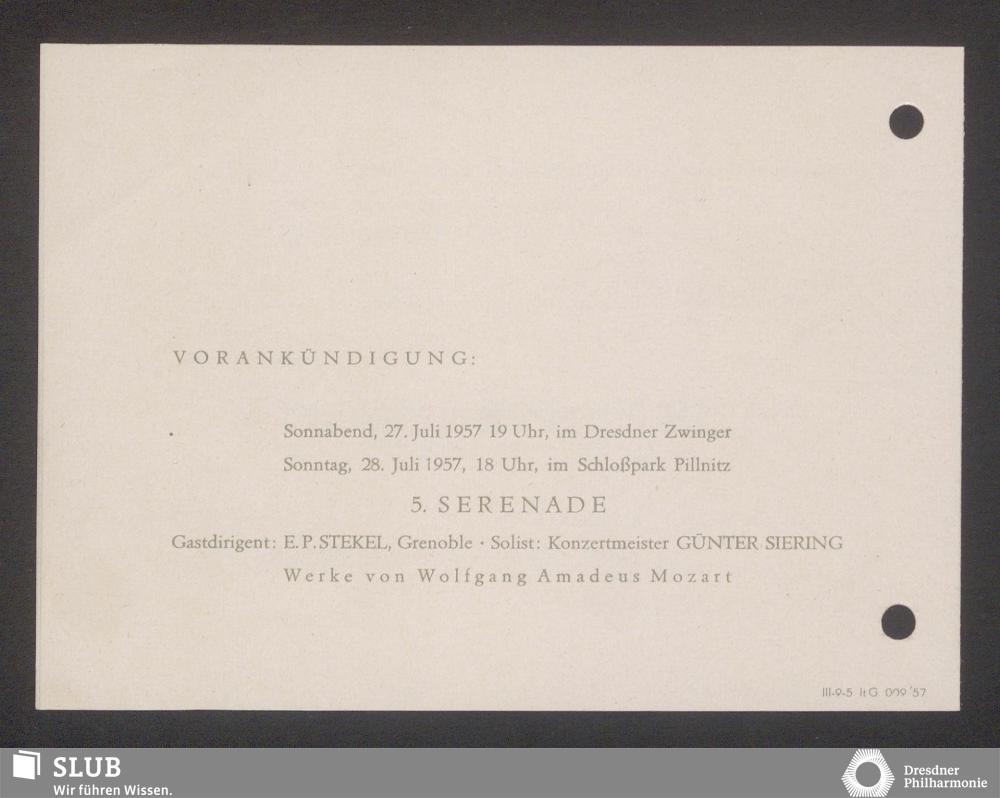 VORANKÜNDIGUNG:
Sonnabend, 27. Juli 1957 19 Uhr, im Dresdner Zwinger
Sonntag, 28. Juli 1957, 18 Uhr, im Schloßpark Pillnitz
5. SERENADE
Gastdirigent: E. P. STEKEL, Grenoble · Solist: Konzertmeister GÜNTER SIERING
Werke von Wolfgang Amadeus Mozart
III-9-5 It G 009 '57
SLUB
Wir führen Wissen.
Dresdner
Philharmonie